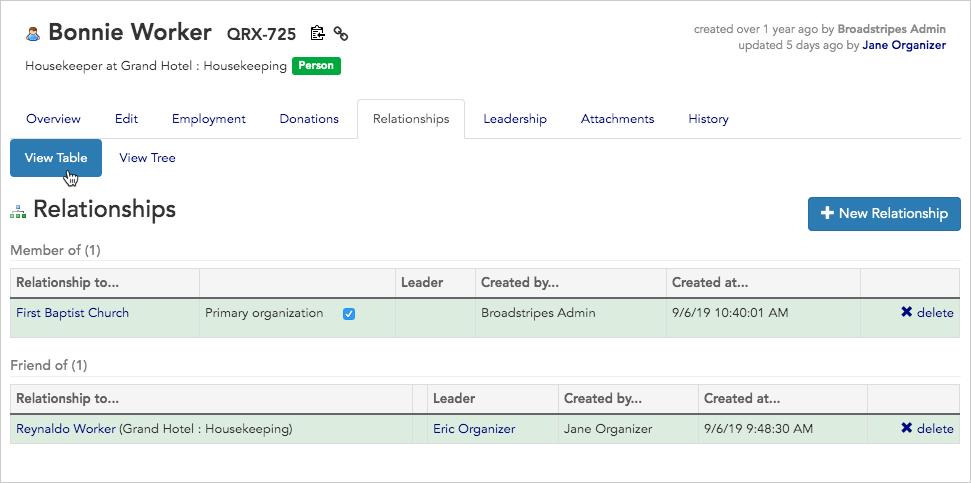 Bonnie Worker QRX-725
created over 1 year ago by Broadstripes Admin
updated 5 days ago by Jane Organizer
Housekeeper at Grand Hotel : Housekeeping Person
Overview Edit Employment Donations Relationships Leadership Attachments History
View Table View Tree
Relationships
New Relationship
Member of (1)
Relationship to... Leader Created by... Created at...
First Baptist Church Primary organization Broadstripes Admin 9/6/19 10:40:01 AM delete
Friend of (1)
Relationship to... Leader Created by... Created at...
Reynaldo Worker (Grand Hotel : Housekeeping) Eric Organizer Jane Organizer 9/6/19 9:48:30 AM delete